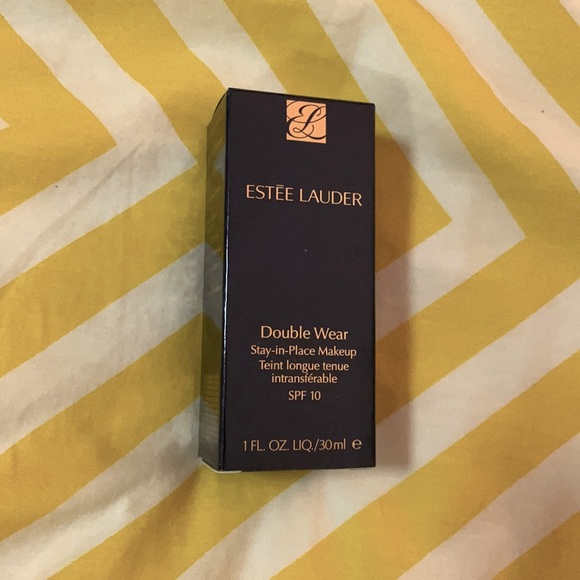 EL
ESTĒE LAUDER
Double Wear
Stay-in-Place Makeup
Teint longue tenue
intransférable
SPF 10
1 FL. OZ. LIQ./30ml e